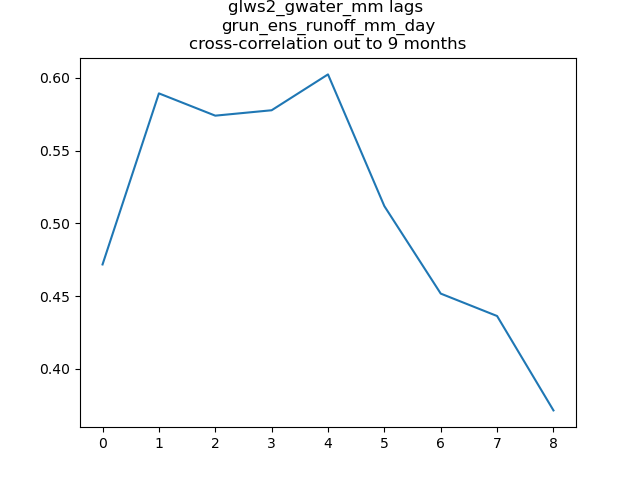 glws2_gwater_mm lags
grun_ens_runoff_mm_day
cross-correlation out to 9 months
0.60
0.55
0.50
0.45
0.40
0 1 2 3 4 5 6 7 8